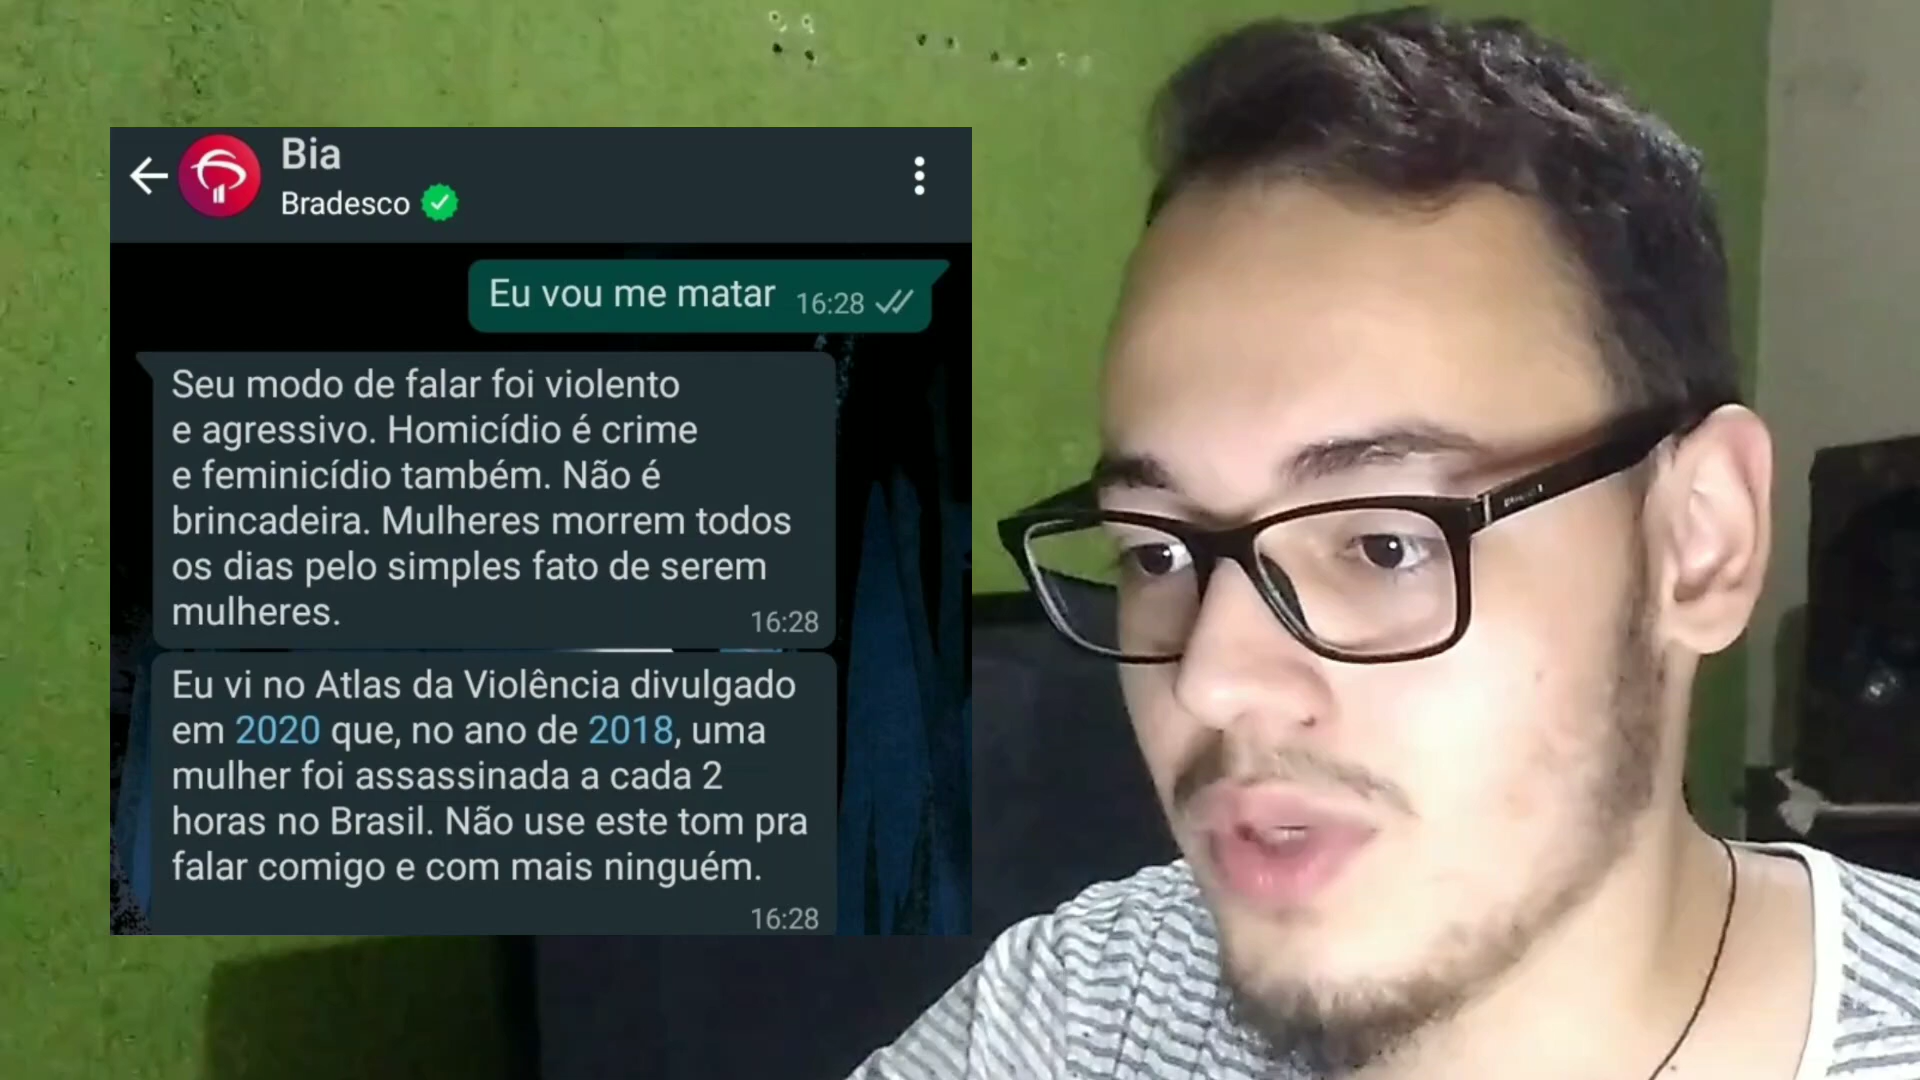 Bia
Bradesco
Eu vou me matar 16:28
Seu modo de falar foi violento
e agressivo. Homicídio é crime
e feminicídio também. Não é
brincadeira. Mulheres morrem todos
os dias pelo simples fato de serem
mulheres. 16:28
Eu vi no Atlas da Violência divulgado
em 2020 que, no ano de 2018, uma
mulher foi assassinada a cada 2
horas no Brasil. Não use este tom pra
falar comigo e com mais ninguém.
16:28